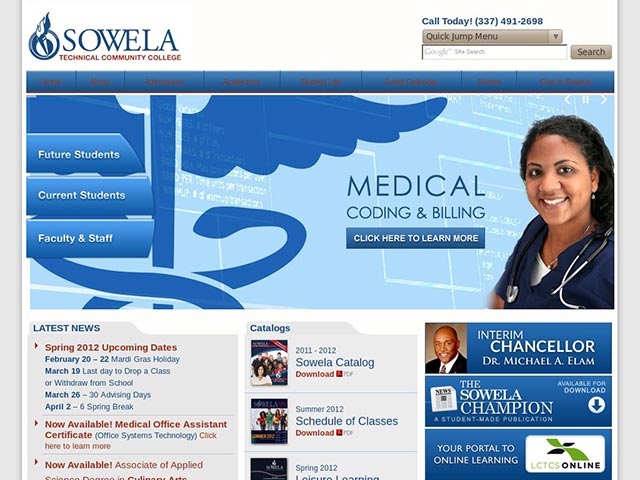 SOWELA
TECHNICAL COMMUNITY COLLEGE
Call Today! (337) 491-2698
Quick Jump Menu
Google Site Search
Search
Home About Admissions Academics Student Life Event Calendar Alumni
Future Students
Current Students
Faculty & Staff
MEDICAL
CODING & BILLING
CLICK HERE TO LEARN MORE
LATEST NEWS
Spring 2012 Upcoming Dates
February 20 – 22 Mardi Gras Holiday
March 19 Last day to Drop a Class
or Withdraw from School
March 26 – 30 Advising Days
April 2 – 6 Spring Break
Now Available! Medical Office Assistant
Certificate (Office Systems Technology) Click
here to learn more
Now Available! Associate of Applied
Science Degree in Culinary Arts
Catalogs
2011 - 2012
Sowela Catalog
Download PDF
Summer 2012
Schedule of Classes
Download PDF
Spring 2012
Leisure Learning
INTERIM
CHANCELLOR
DR. MICHAEL A. ELAM
NEWS
THE
SOWELA
CHAMPION
A STUDENT-MADE PUBLICATION
AVAILABLE FOR
DOWNLOAD
YOUR PORTAL TO
ONLINE LEARNING
LCTCS ONLINE